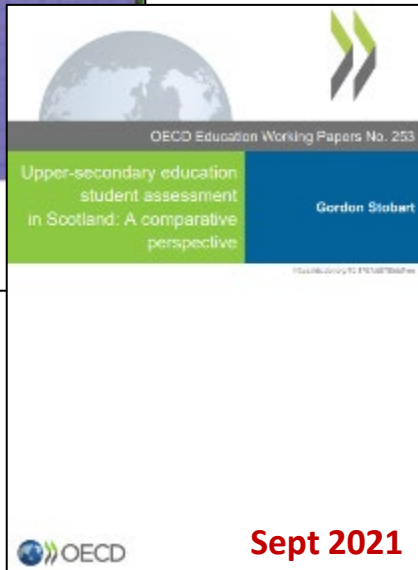 OECD Education Working Papers No. 253
Upper-secondary education
student assessment
in Scotland: A comparative
perspective
Gordon Stobart
OECD
Sept 2021